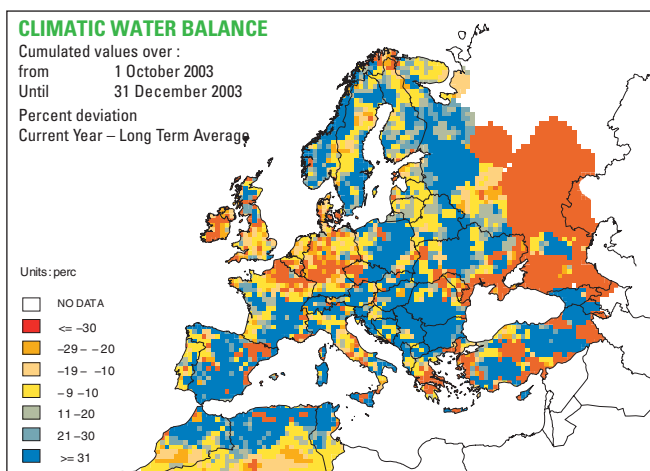 CLIMATIC WATER BALANCE
Cumulated values over :
from 1 October 2003
Until 31 December 2003
Percent deviation
Current Year – Long Term Average
Units: perc
NO DATA
<= –30
–29 – –20
–19 – –10
–9 –10
11 –20
21 –30
>= 31